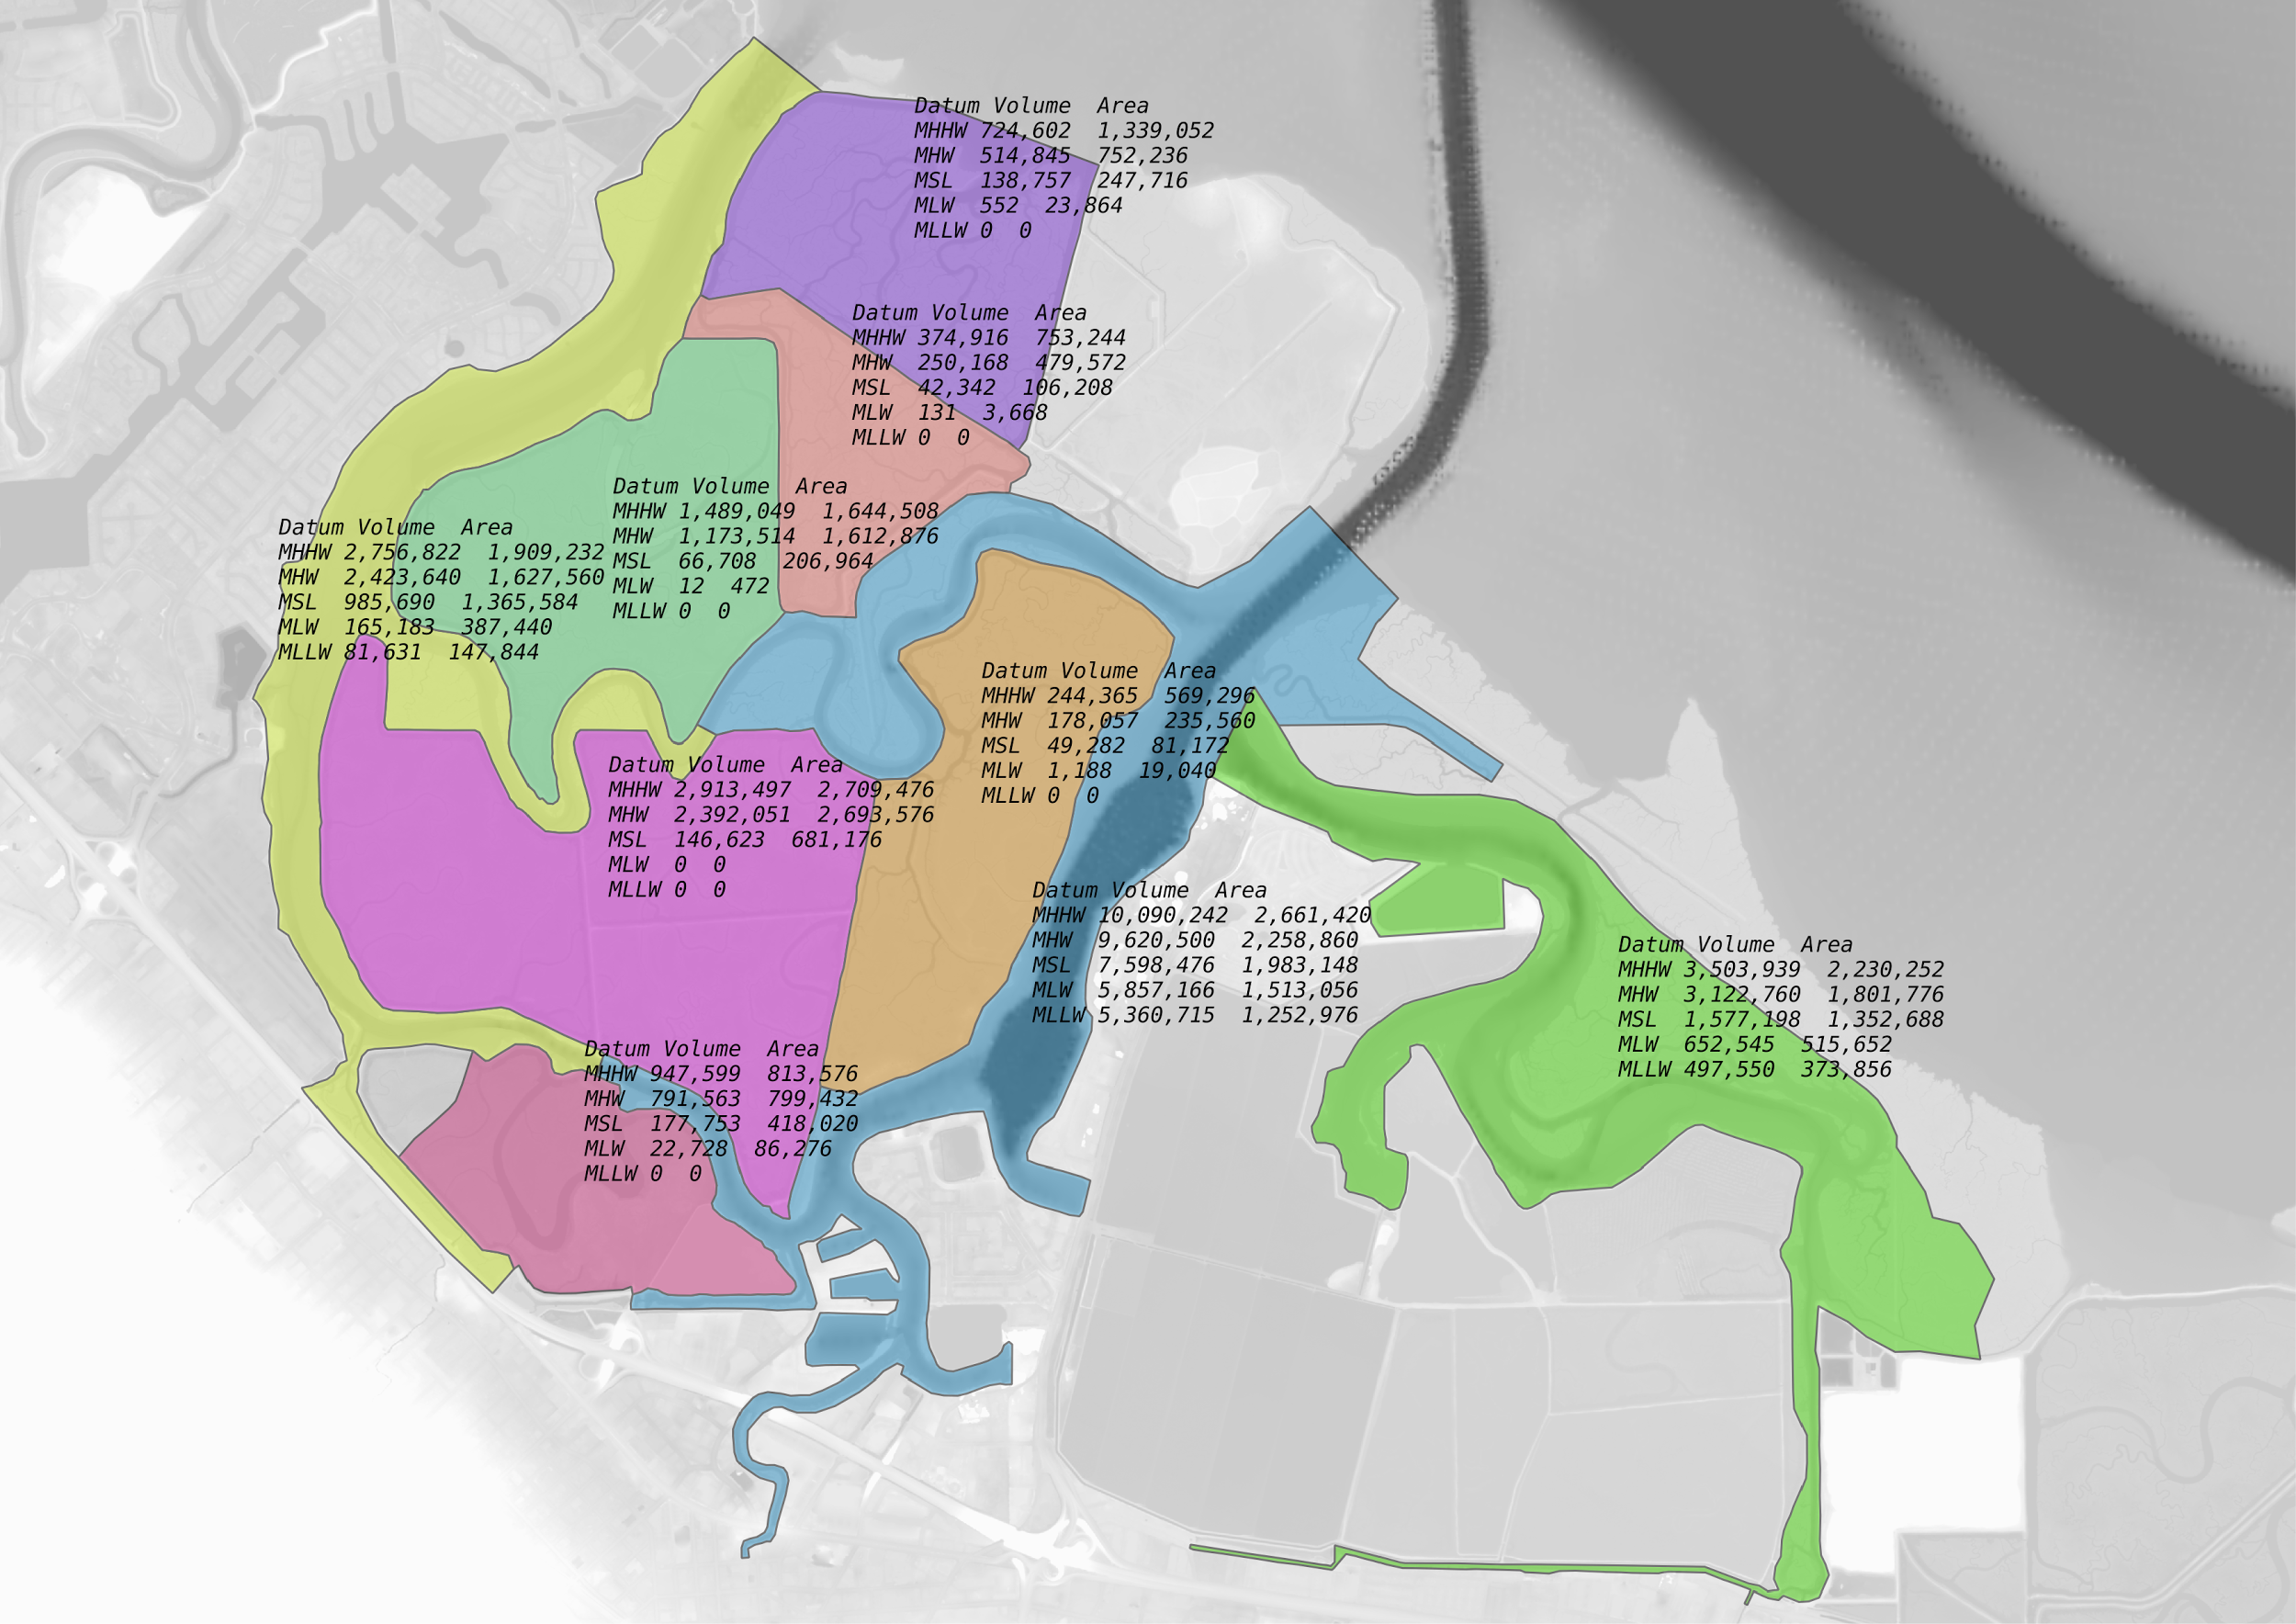 Datum Volume  Area
MHHW 724,602  1,339,052
MHW  514,845  752,236
MSL  138,757  247,716
MLW  552  23,864
MLLW 0  0
Datum Volume  Area
MHHW 374,916  753,244
MHW  250,168  479,572
MSL  42,342  106,208
MLW  131  3,668
MLLW 0  0
Datum Volume  Area
MHHW 1,489,049  1,644,508
MHW  1,173,514  1,612,876
MSL  66,708  206,964
MLW  12  472
MLLW 0  0
Datum Volume  Area
MHHW 2,756,822  1,909,232
MHW  2,423,640  1,627,560
MSL  985,690  1,365,584
MLW  165,183  387,440
MLLW 81,631  147,844
Datum Volume  Area
MHHW 244,365  569,296
MHW  178,057  235,560
MSL  49,282  81,172
MLW  1,188  19,040
MLLW 0  0
Datum Volume  Area
MHHW 2,913,497  2,709,476
MHW  2,392,051  2,693,576
MSL  146,623  681,176
MLW  0  0
MLLW 0  0
Datum Volume  Area
MHHW 10,090,242  2,661,420
MHW  9,620,500  2,258,860
MSL  7,598,476  1,983,148
MLW  5,857,166  1,513,056
MLLW 5,360,715  1,252,976
Datum Volume  Area
MHHW 3,503,939  2,230,252
MHW  3,122,760  1,801,776
MSL  1,577,198  1,352,688
MLW  652,545  515,652
MLLW 497,550  373,856
Datum Volume  Area
MHHW 947,599  813,576
MHW  791,563  799,432
MSL  177,753  418,020
MLW  22,728  86,276
MLLW 0  0